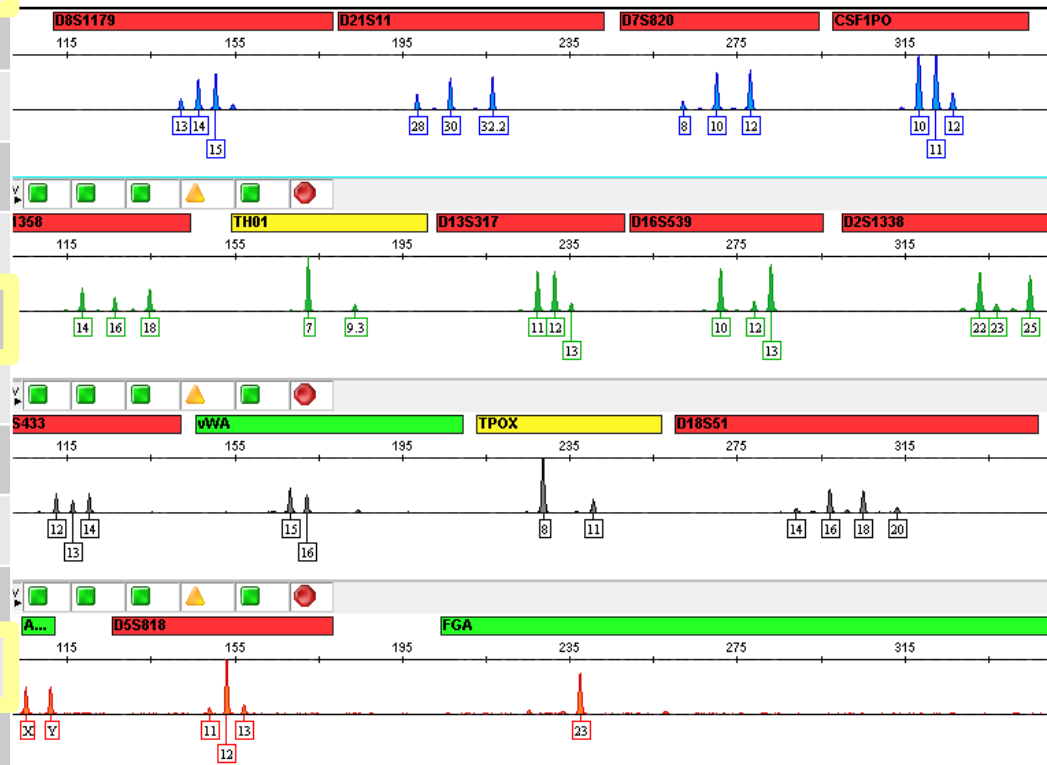 D8S1179 D21S11 D7S820 CSF1PO
115 155 195 235 275 315
13 14 28 30 32.2 8 10 12 10 12
15 11
1358 TH01 D13S317 D16S539 D2S1338
115 155 195 235 275 315
14 16 18 7 9.3 11 12 10 12 22 23 25
13 13
S433 vWA TPOX D18S51
115 155 195 235 275 315
12 14 15 8 11 14 16 18 20
13 16
A... D5S818 FGA
115 155 195 235 275 315
X Y 11 13 23
12